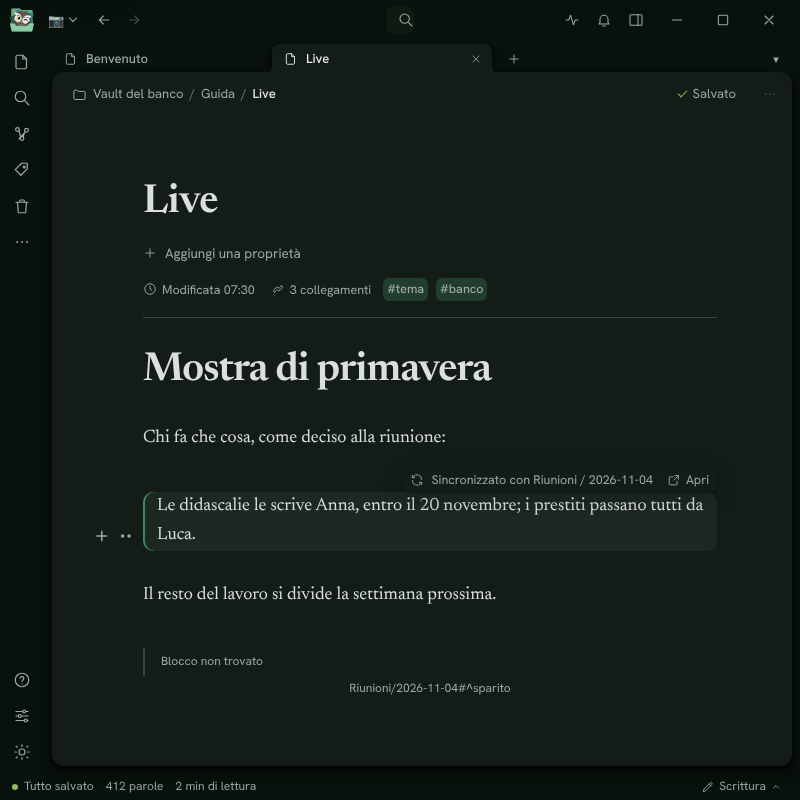 Benvenuto
Live
Vault del banco / Guida / Live
Salvato
Live
Aggiungi una proprietà
Modificata 07:30
3 collegamenti
#tema
#banco
Mostra di primavera
Chi fa che cosa, come deciso alla riunione:
Sincronizzato con Riunioni / 2026-11-04
Apri
Le didascalie le scrive Anna, entro il 20 novembre; i prestiti passano tutti da
Luca.
Il resto del lavoro si divide la settimana prossima.
Blocco non trovato
Riunioni/2026-11-04#^sparito
Tutto salvato
412 parole
2 min di lettura
Scrittura